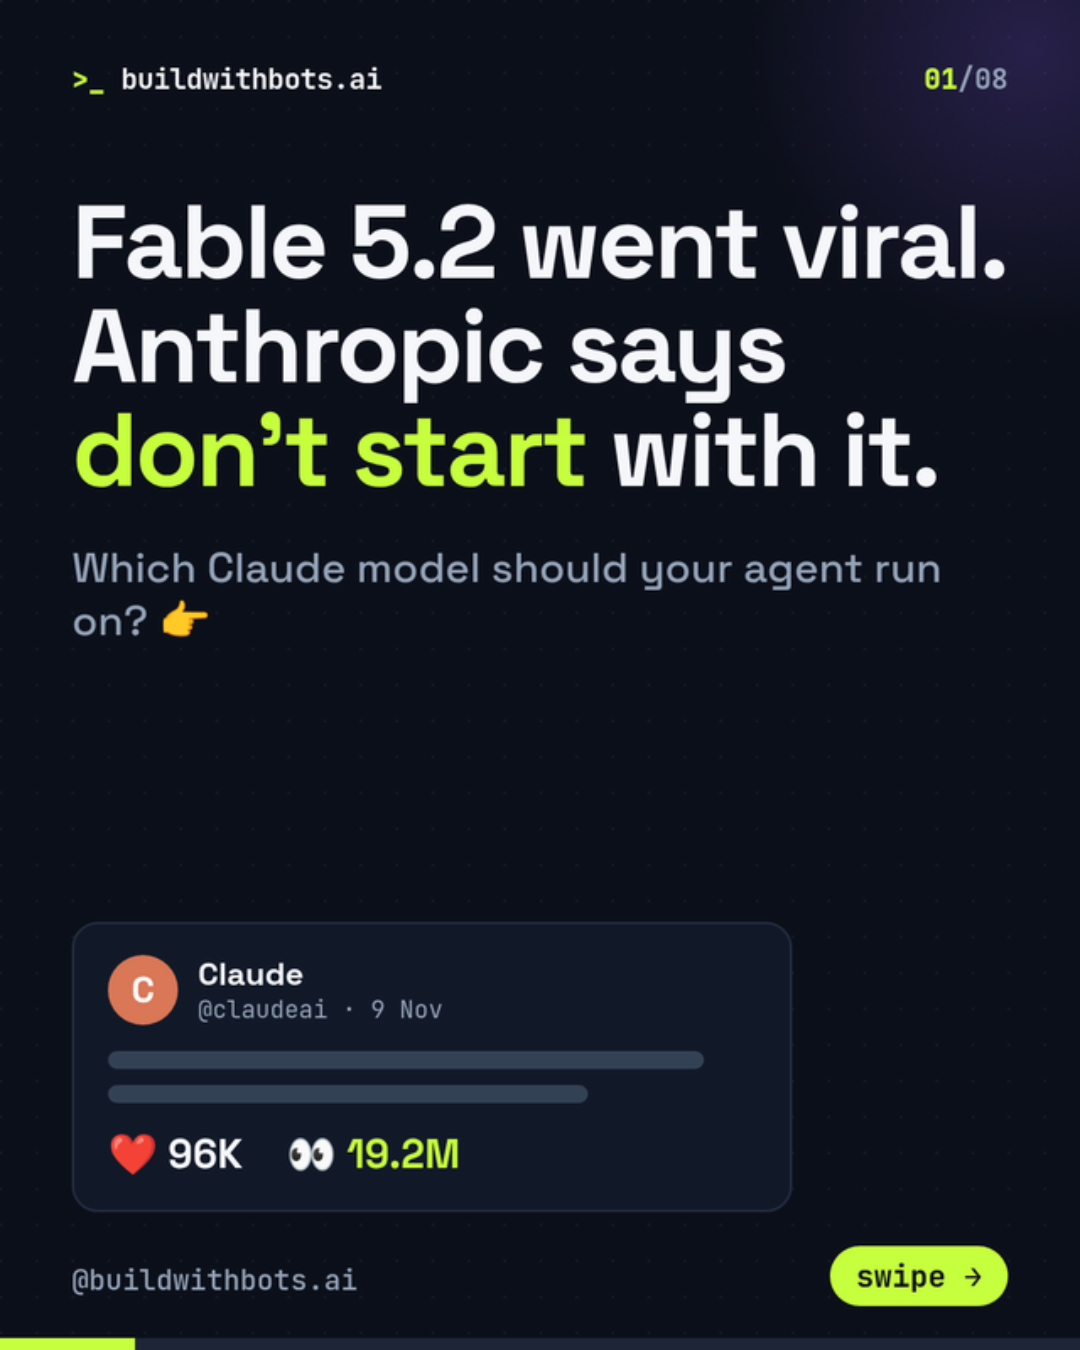 >_ buildwithbots.ai
01/08
Fable 5.2 went viral.
Anthropic says
don’t start with it.
Which Claude model should your agent run
on? 👉
C
Claude
@claudeai · 9 Nov
❤️ 96K 👀 19.2M
@buildwithbots.ai
swipe →